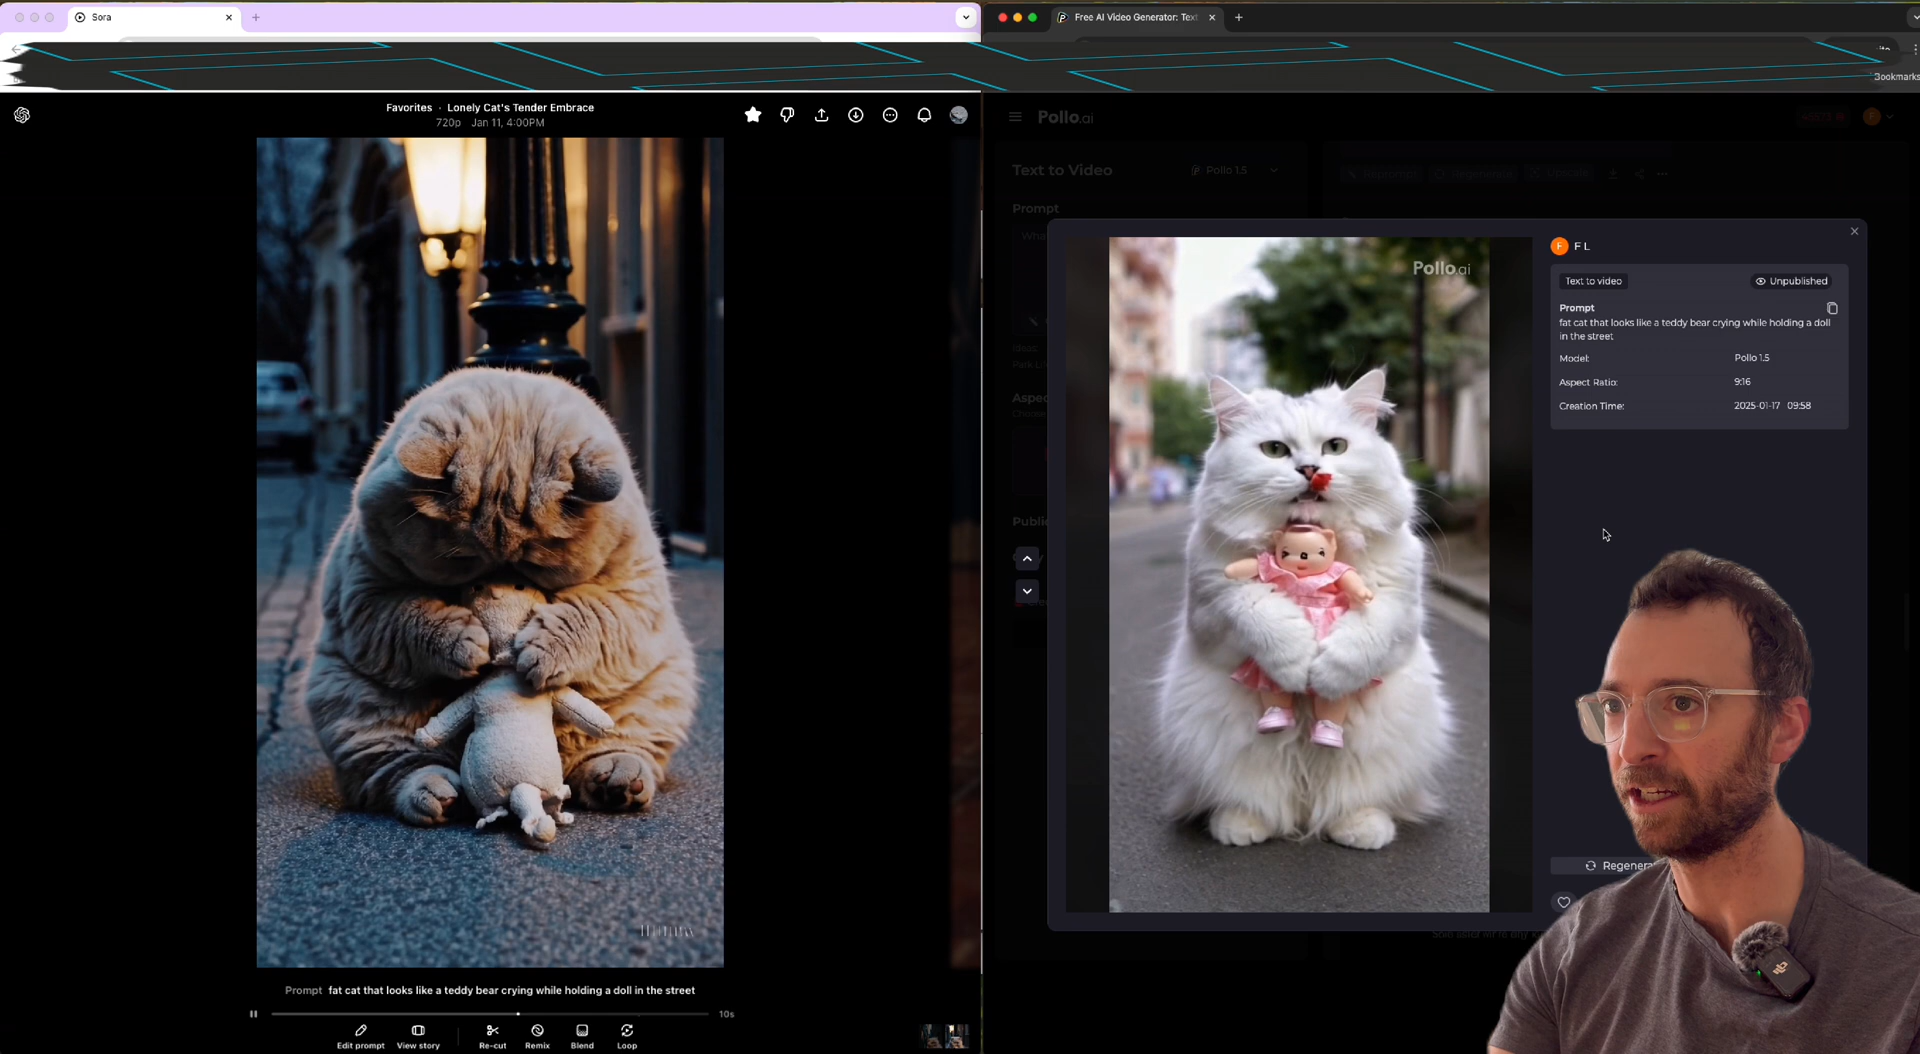 Sora
Free AI Video Generator: Text
Bookmarks
Favorites · Lonely Cat's Tender Embrace
720p Jan 11, 4:00PM
Pollo.ai
Text to Video
Pollo 1.5
Prompt
Upscale
Pollo.ai
F
F L
Text to video
Unpublished
Prompt
fat cat that looks like a teddy bear crying while holding a doll
in the street
Model: Pollo 1.5
Aspect Ratio: 9:16
Creation Time: 2025-01-17 09:58
Prompt fat cat that looks like a teddy bear crying while holding a doll in the street
10s
Edit prompt
View story
Re-cut
Remix
Blend
Loop